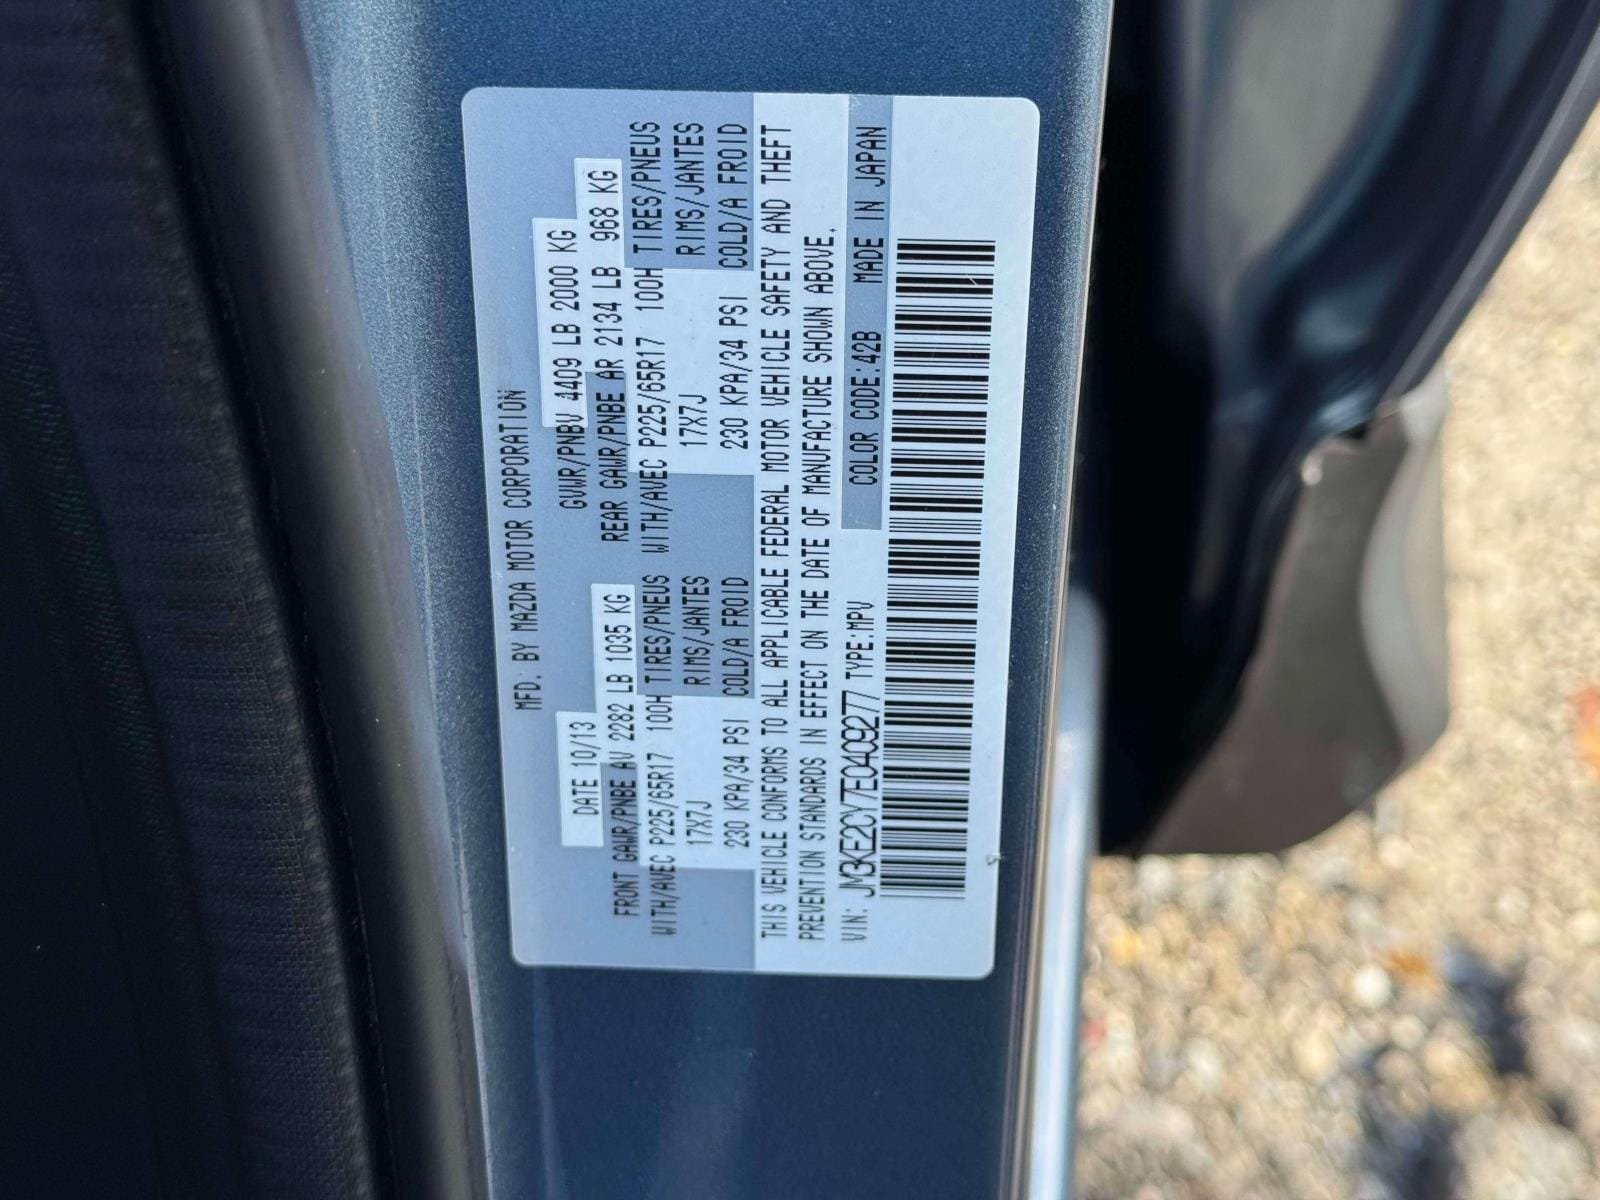 MFD. BY MAZDA MOTOR CORPORATION
DATE 10/13 GVWR/PNBV 4409 LB 2000 KG
FRONT GAWR/PNBE AV 2282 LB 1035 KG REAR GAWR/PNBE AR 2134 LB 968 KG
WITH/AVEC P225/65R17 100H TIRES/PNEUS WITH/AVEC P225/65R17 100H TIRES/PNEUS
17X7J RIMS/JANTES 17X7J RIMS/JANTES
230 KPA/34 PSI COLD/A FROID 230 KPA/34 PSI COLD/A FROID
THIS VEHICLE CONFORMS TO ALL APPLICABLE FEDERAL MOTOR VEHICLE SAFETY AND THEFT
PREVENTION STANDARDS IN EFFECT ON THE DATE OF MANUFACTURE SHOWN ABOVE.
VIN: JM3KE2CY7E0409277 TYPE:MPV COLOR CODE:42B MADE IN JAPAN